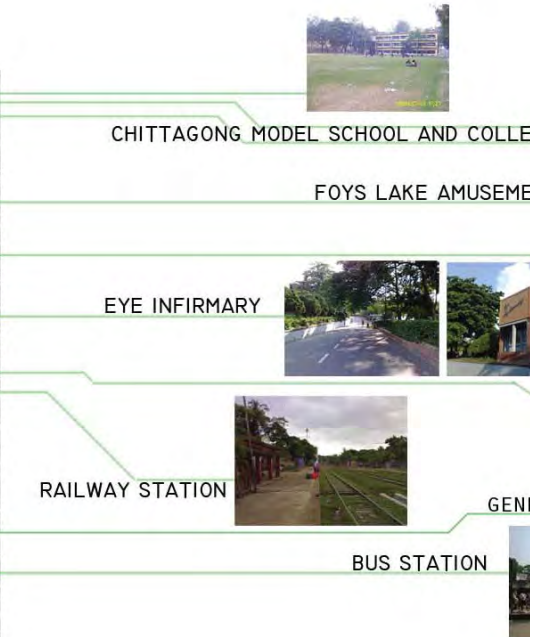 CHITTAGONG MODEL SCHOOL AND COLLE
FOYS LAKE AMUSEME
EYE INFIRMARY
RAILWAY STATION
GEN
BUS STATION